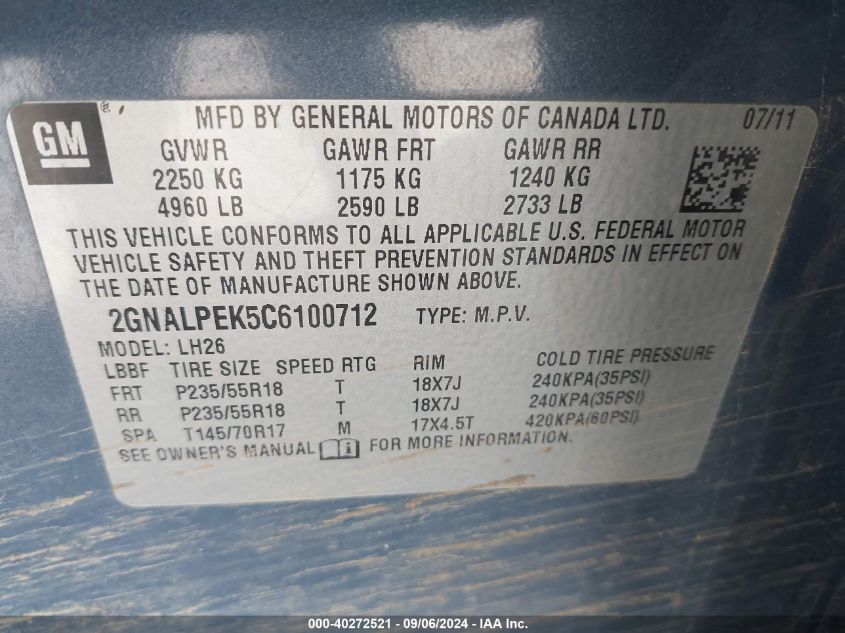 GM ®
MFD BY GENERAL MOTORS OF CANADA LTD. 07/11
GVWR GAWR FRT GAWR RR
2250 KG 1175 KG 1240 KG
4960 LB 2590 LB 2733 LB
THIS VEHICLE CONFORMS TO ALL APPLICABLE U.S. FEDERAL MOTOR
VEHICLE SAFETY AND THEFT PREVENTION STANDARDS IN EFFECT ON
THE DATE OF MANUFACTURE SHOWN ABOVE.
2GNALPEK5C6100712 TYPE: M.P.V.
MODEL: LH26
LBBF TIRE SIZE SPEED RTG RIM COLD TIRE PRESSURE
FRT P235/55R18 T 18X7J 240KPA(35PSI)
RR P235/55R18 T 18X7J 240KPA(35PSI)
SPA T145/70R17 M 17X4.5T 420KPA(60PSI)
SEE OWNER'S MANUAL FOR MORE INFORMATION.
000-40272521 - 09/06/2024 - IAA Inc.